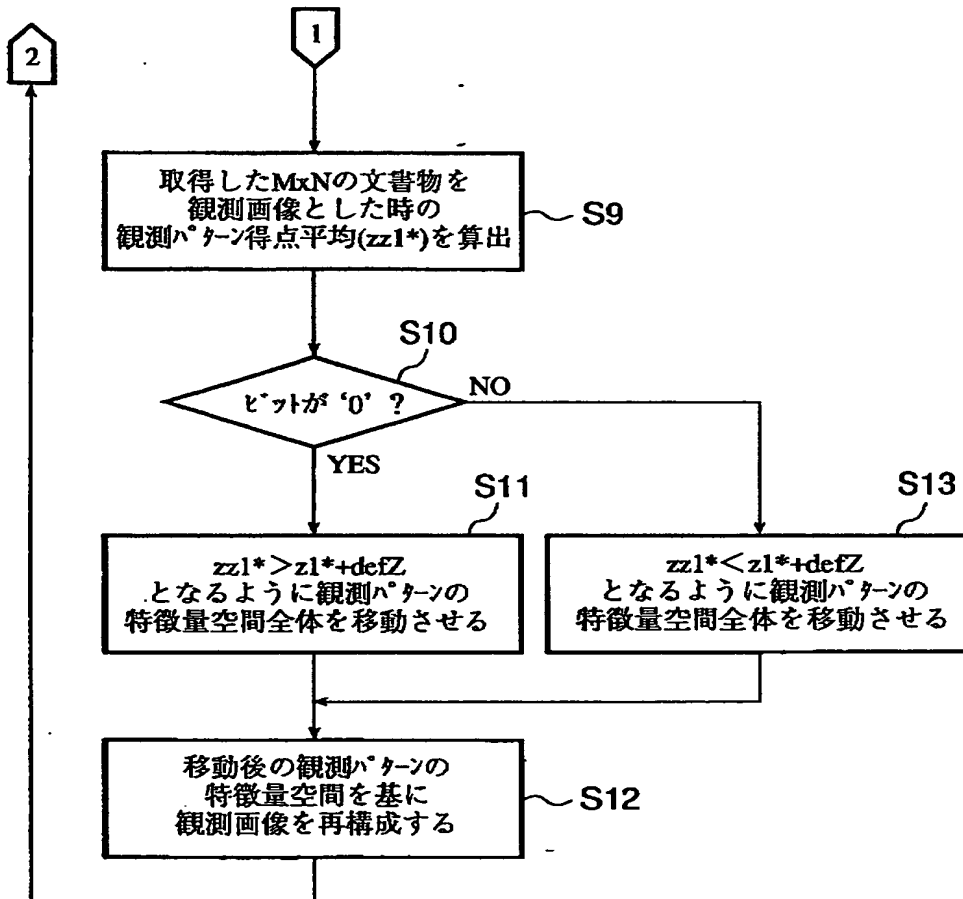 2
1
取得したMxNの文書物を
観測画像とした時の
観測パターン得点平均(zz1*)を算出
S9
S10
ビットが‘0’？
NO
YES
S11
zz1*>z1*+defZ
となるように観測パターンの
特徴量空間全体を移動させる
S13
zz1*<z1*+defZ
となるように観測パターンの
特徴量空間全体を移動させる
移動後の観測パターンの
特徴量空間を基に
観測画像を再構成する
S12